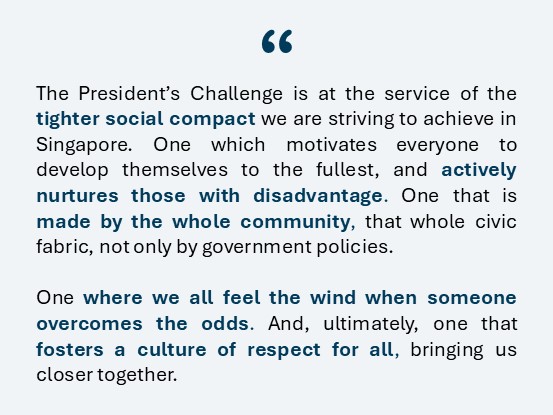 “
The President’s Challenge is at the service of the
tighter social compact we are striving to achieve in
Singapore. One which motivates everyone to
develop themselves to the fullest, and actively
nurtures those with disadvantage. One that is
made by the whole community, that whole civic
fabric, not only by government policies.
One where we all feel the wind when someone
overcomes the odds. And, ultimately, one that
fosters a culture of respect for all, bringing us
closer together.